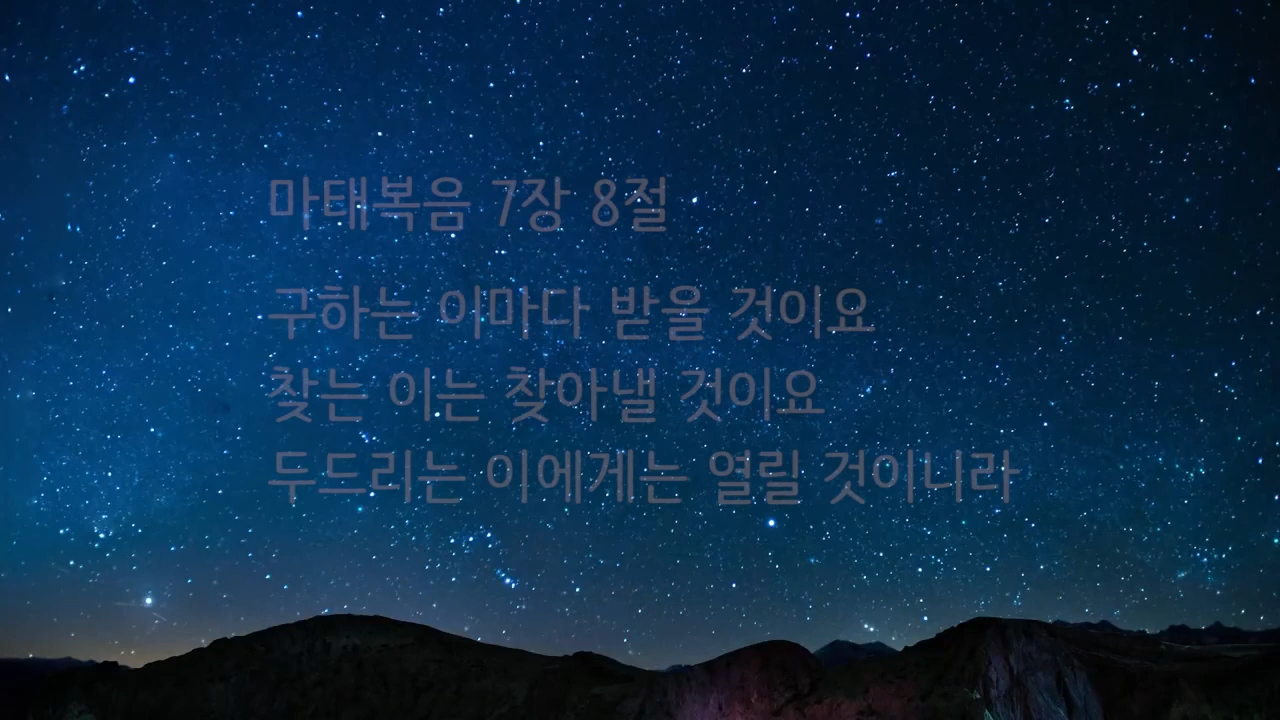 마태복음 7장 8절
구하는 이마다 받을 것이요
찾는 이는 찾아낼 것이요
두드리는 이에게는 열릴 것이니라